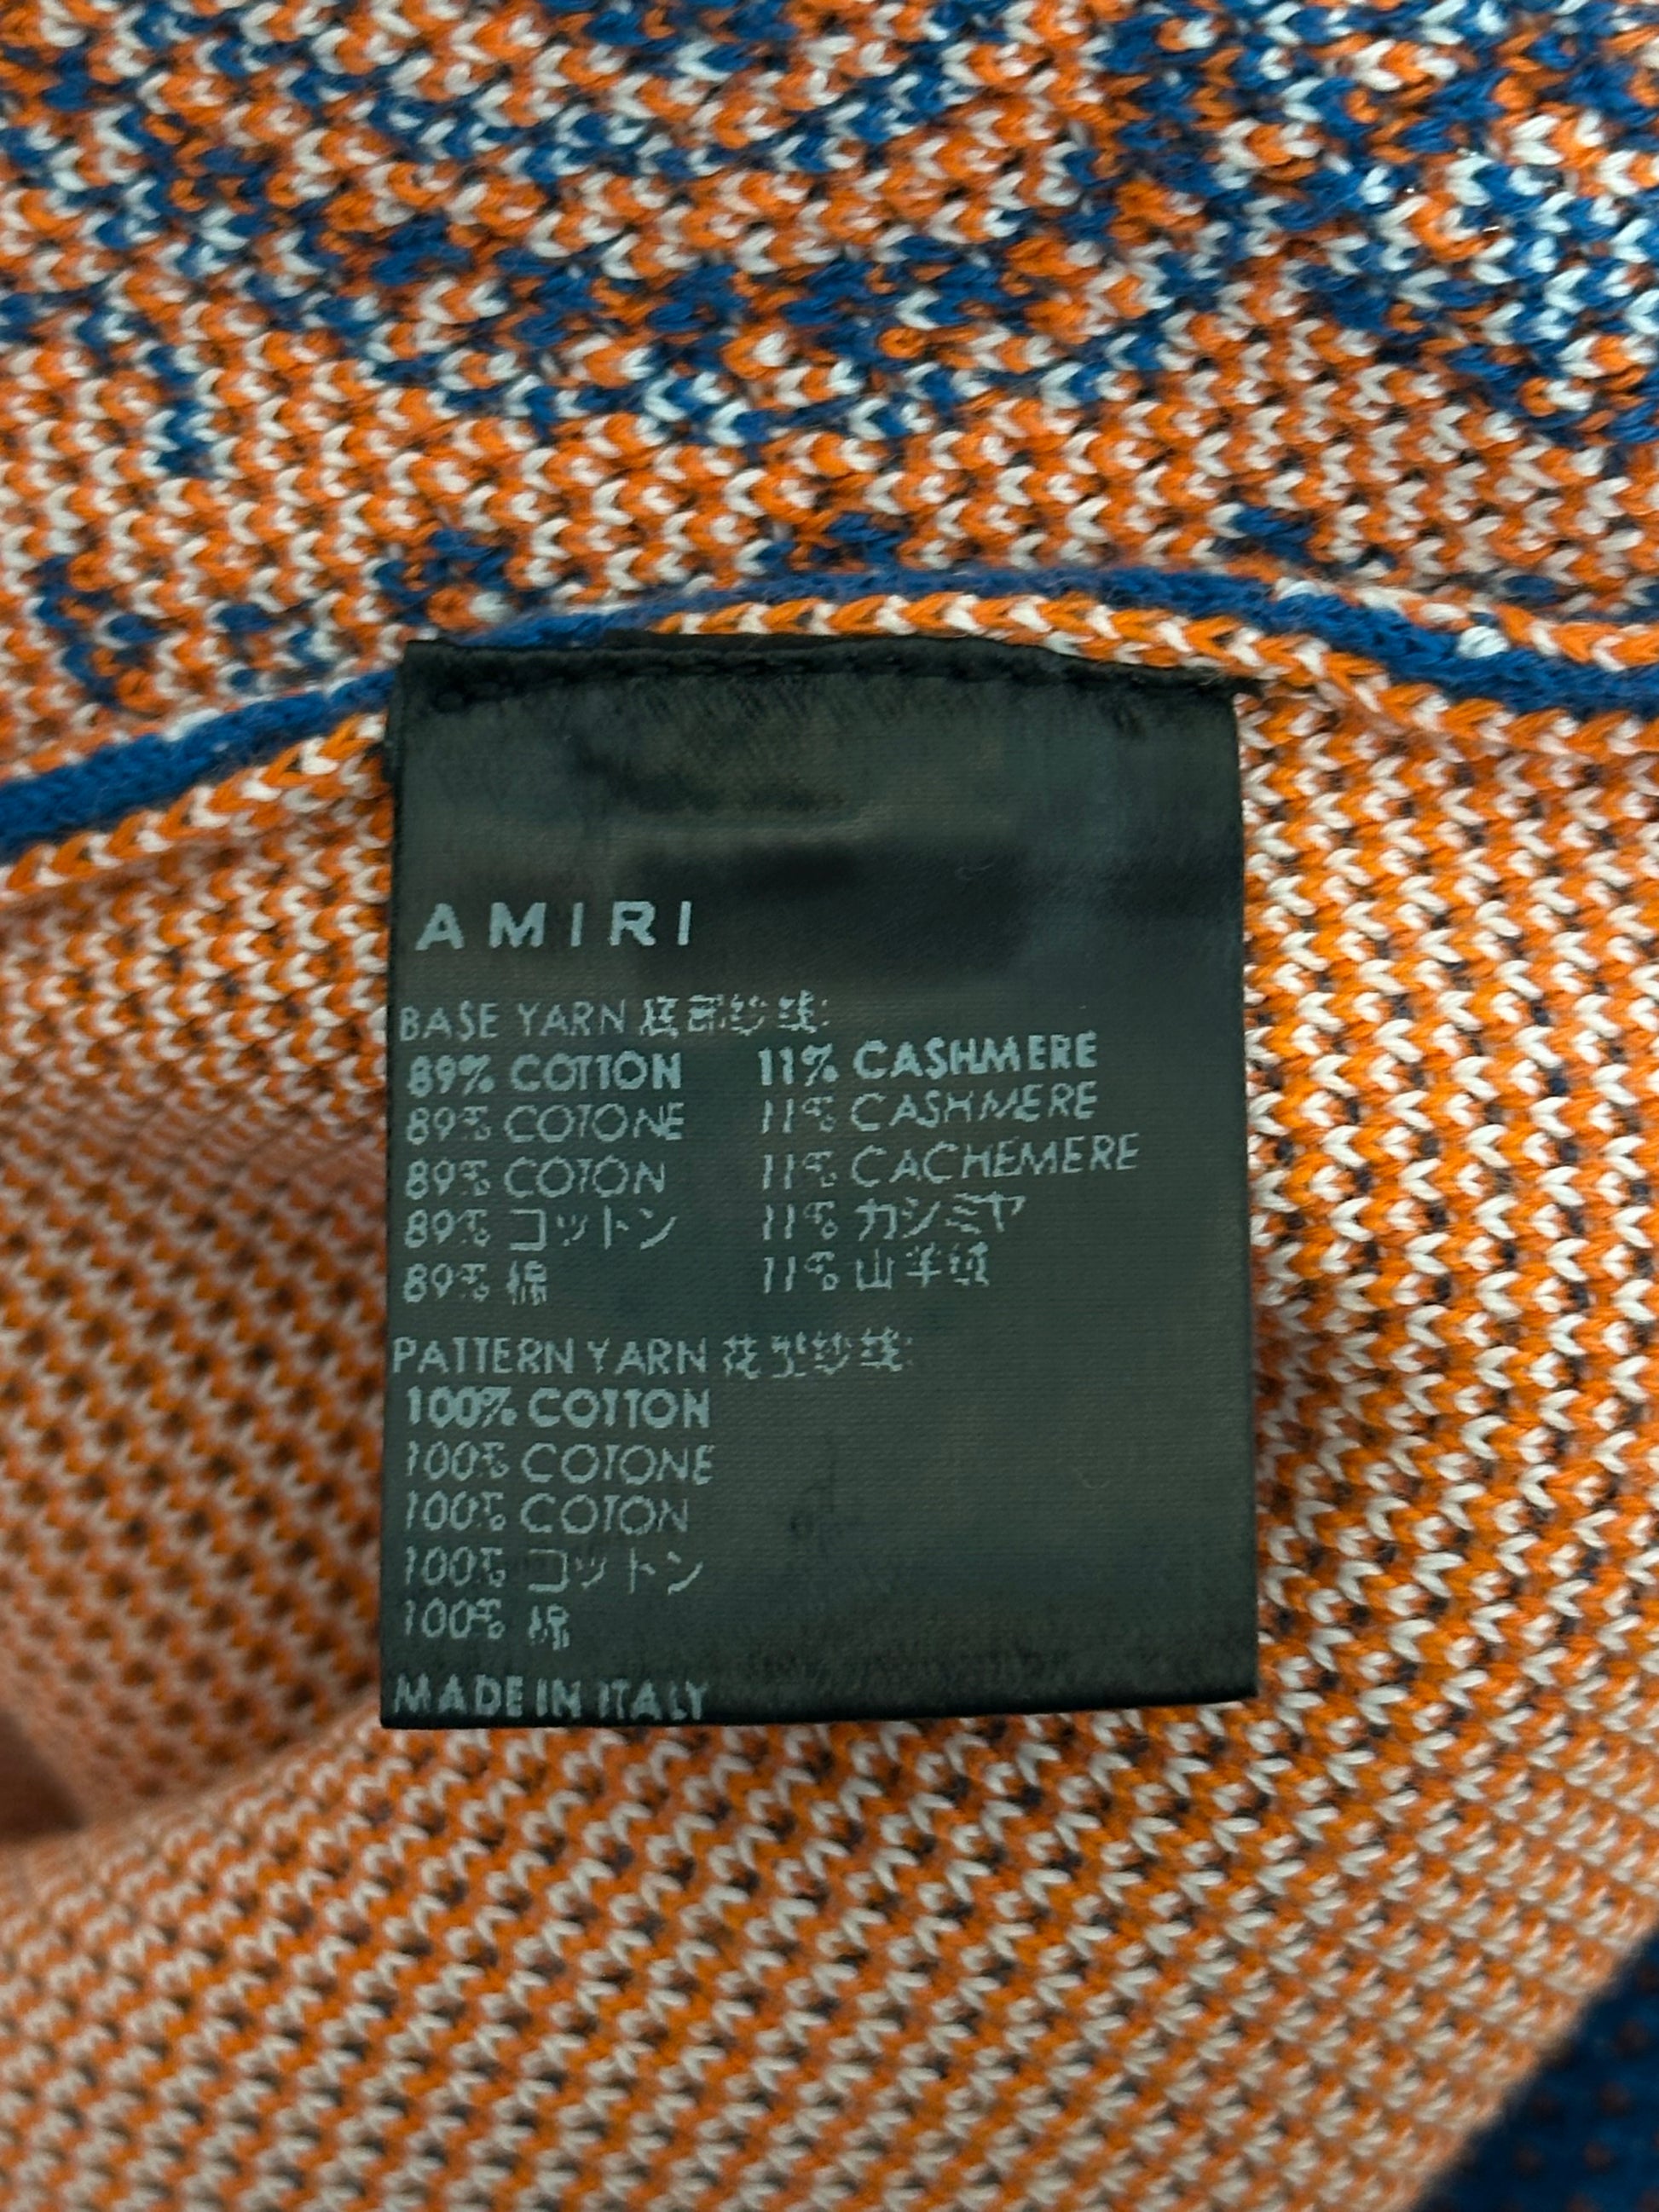 AMIRI
BASE YARN 底部纱线:
89% COTTON 11% CASHMERE
89% COTONE 11% CASHMERE
89% COTON 11% CACHEMERE
89% コットン 11% カシミヤ
89% 棉 11% 山羊绒
PATTERN YARN 花型纱线:
100% COTTON
100% COTONE
100% COTON
100% コットン
100% 棉
MADE IN ITALY